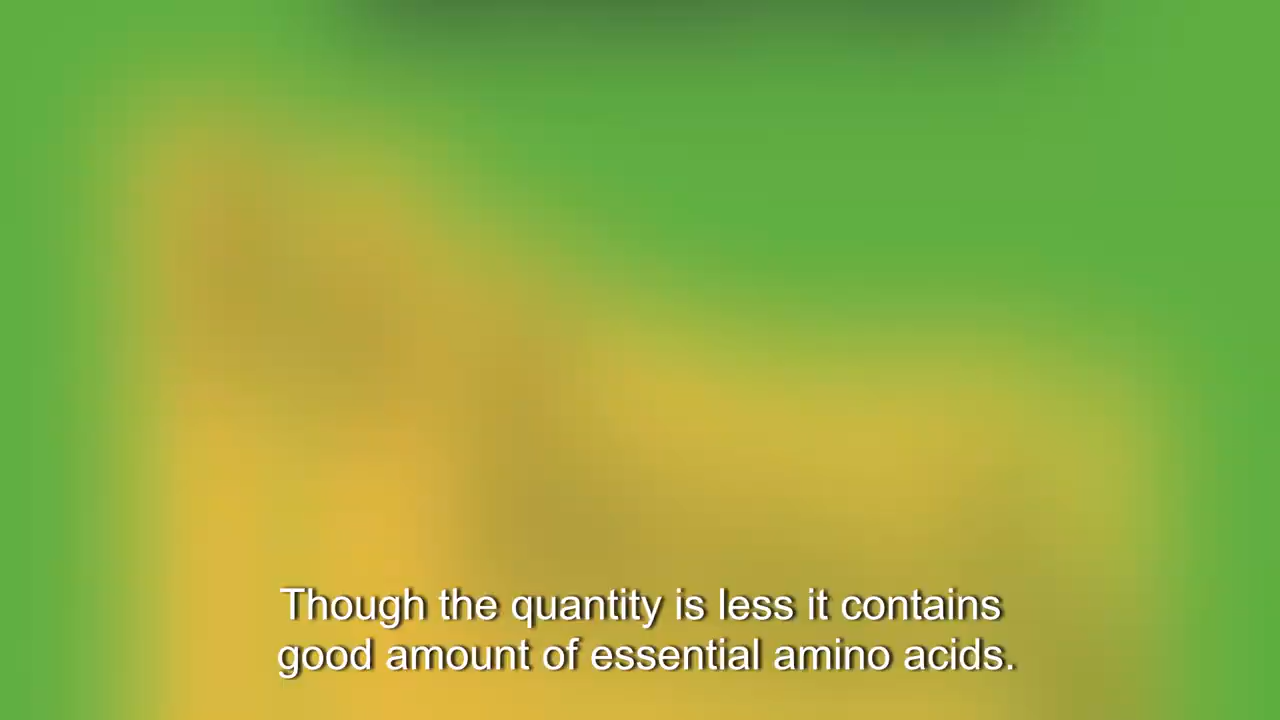 Though the quantity is less it contains
good amount of essential amino acids.